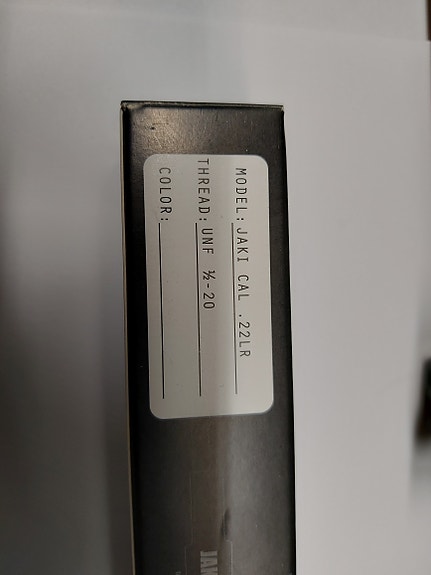 MODEL: JAKI CAL .22LR
THREAD: UNF ½-20
COLOR: